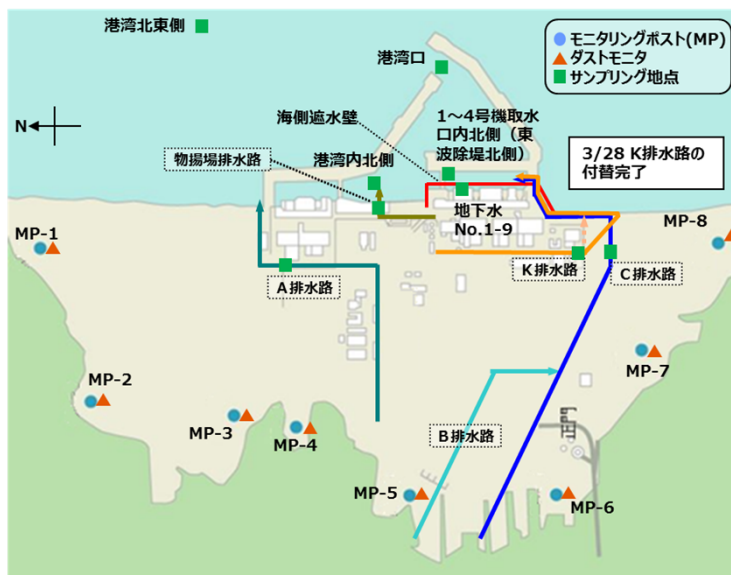 港湾北東側
モニタリングポスト(MP)
ダストモニタ
サンプリング地点
港湾口
N
海側遮水壁
1～4号機取水
口内北側（東
波除堤北側）
物揚場排水路
港湾内北側
3/28 K排水路の
付替完了
地下水
No.1-9
MP-1
MP-8
A排水路
K排水路
C排水路
MP-7
MP-2
MP-3
MP-4
B排水路
正門
MP-5
MP-6